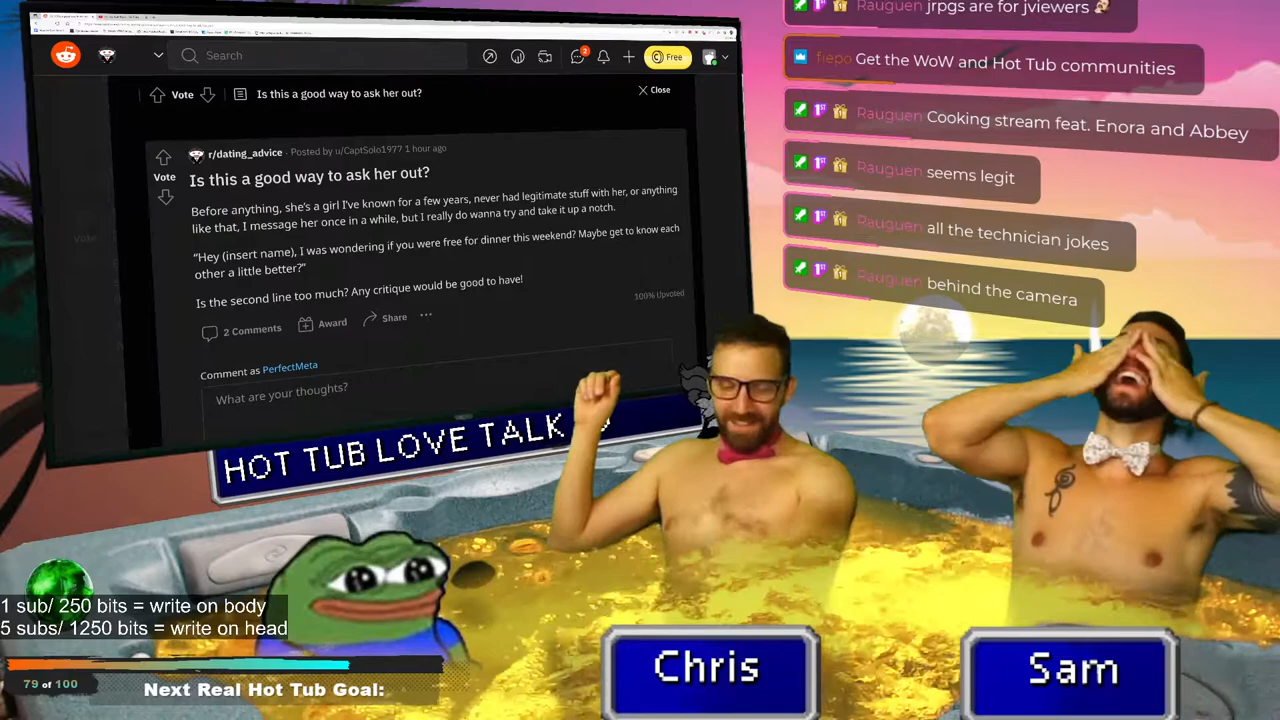 Search
2
Free
Vote
Is this a good way to ask her out?
Close
r/dating_advice · Posted by u/CaptSolo1977 1 hour ago
Vote
Is this a good way to ask her out?
Before anything, she's a girl I've known for a few years, never had legitimate stuff with her, or anything
like that, I message her once in a while, but I really do wanna try and take it up a notch.
“Hey (insert name), I was wondering if you were free for dinner this weekend? Maybe get to know each
other a little better?”
Is the second line too much? Any critique would be good to have!
100% Upvoted
2 Comments
Award
Share
Comment as PerfectMeta
What are your thoughts?
HOT TUB LOVE TALK
Rauguen jrpgs are for jviewers
fiepo Get the WoW and Hot Tub communities
Rauguen Cooking stream feat. Enora and Abbey
Rauguen seems legit
Rauguen all the technician jokes
Rauguen behind the camera
1 sub/ 250 bits = write on body
5 subs/ 1250 bits = write on head
79 of 100
Next Real Hot Tub Goal:
Chris
Sam